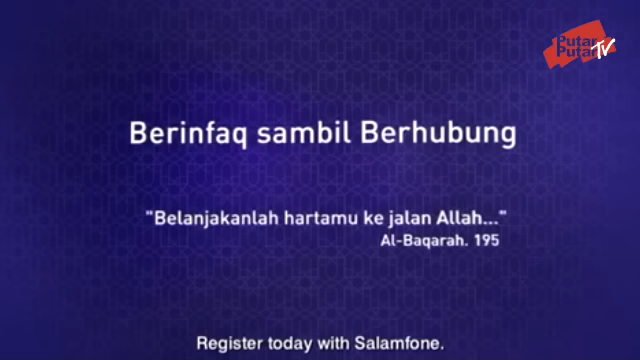 Putar
Putar TV
Berinfaq sambil Berhubung
"Belanjakanlah hartamu ke jalan Allah..."
Al-Baqarah. 195
Register today with Salamfone.